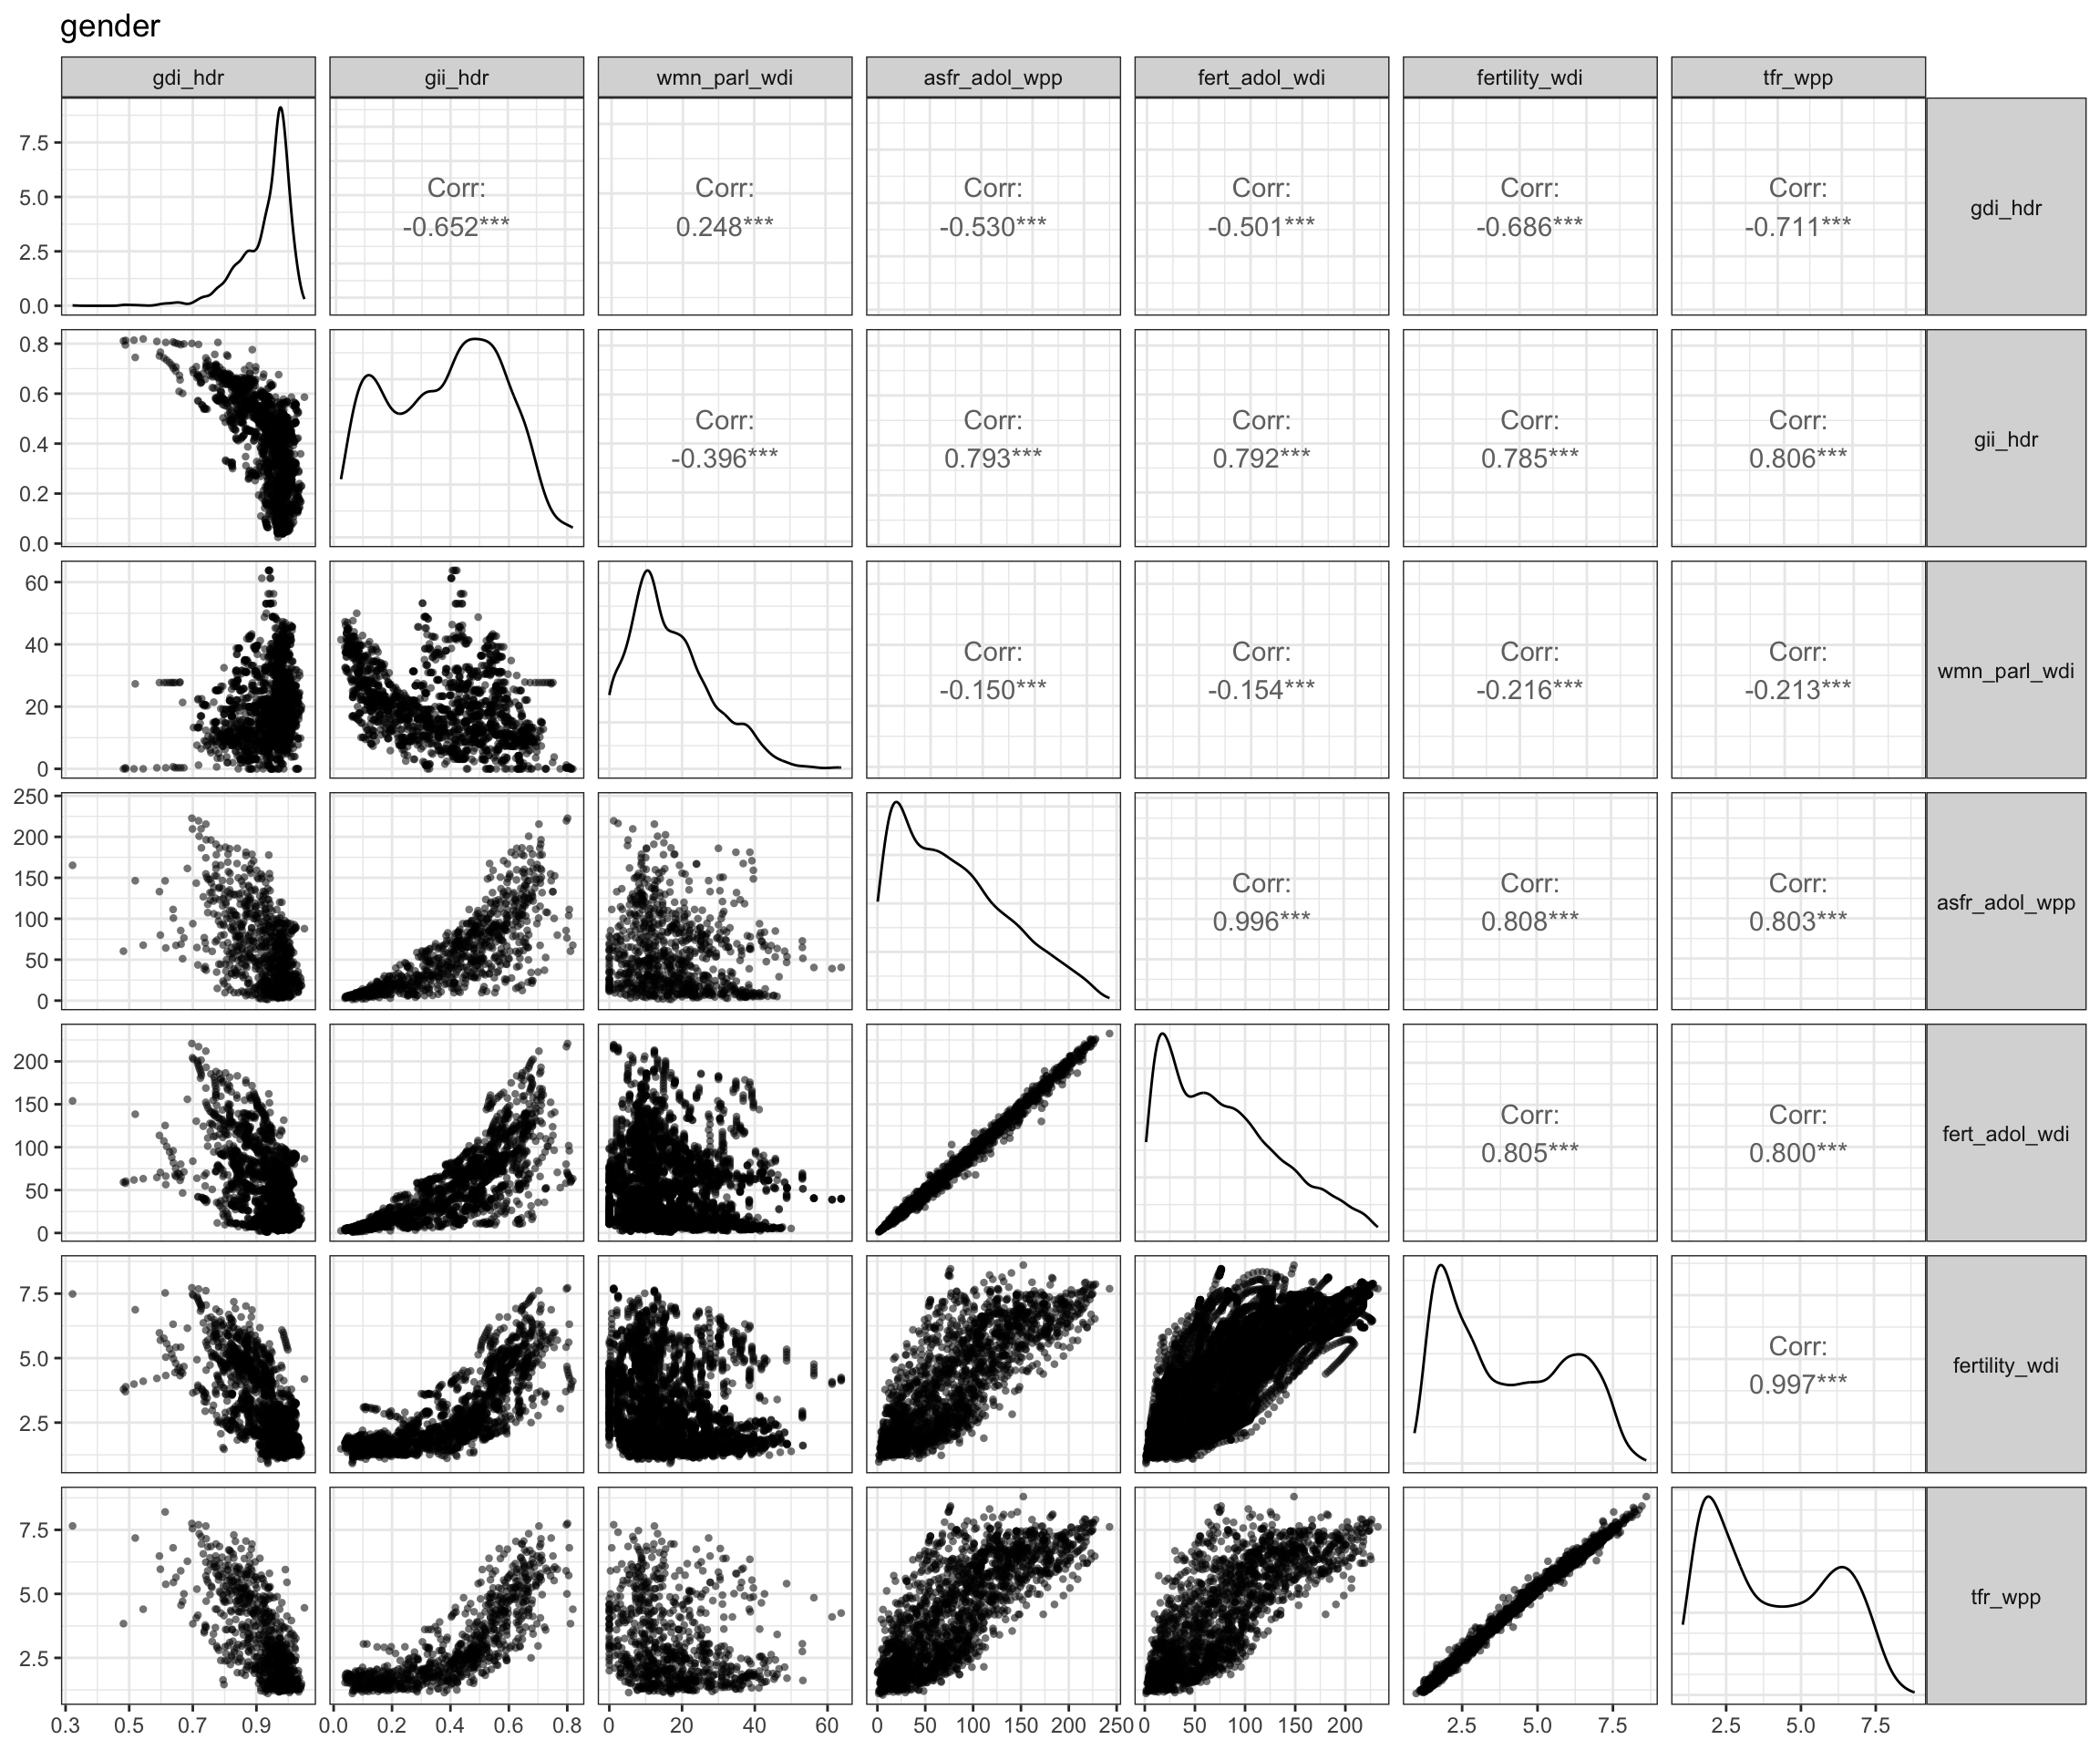 gender
gdi_hdr gii_hdr wmn_parl_wdi asfr_adol_wpp fert_adol_wdi fertility_wdi tfr_wpp
7.5
5.0
2.5
0.0
Corr:
-0.652***
Corr:
0.248***
Corr:
-0.530***
Corr:
-0.501***
Corr:
-0.686***
Corr:
-0.711***
gdi_hdr
0.8
0.6
0.4
0.2
0.0
Corr:
-0.396***
Corr:
0.793***
Corr:
0.792***
Corr:
0.785***
Corr:
0.806***
gii_hdr
60
40
20
0
Corr:
-0.150***
Corr:
-0.154***
Corr:
-0.216***
Corr:
-0.213***
wmn_parl_wdi
250
200
150
100
50
0
Corr:
0.996***
Corr:
0.808***
Corr:
0.803***
asfr_adol_wpp
200
150
100
50
0
Corr:
0.805***
Corr:
0.800***
fert_adol_wdi
7.5
5.0
2.5
Corr:
0.997***
fertility_wdi
7.5
5.0
2.5
tfr_wpp
0.3 0.5 0.7 0.9 0.0 0.2 0.4 0.6 0.8 0 20 40 60 0 50 100 150 200 250 0 50 100 150 200 2.5 5.0 7.5 2.5 5.0 7.5